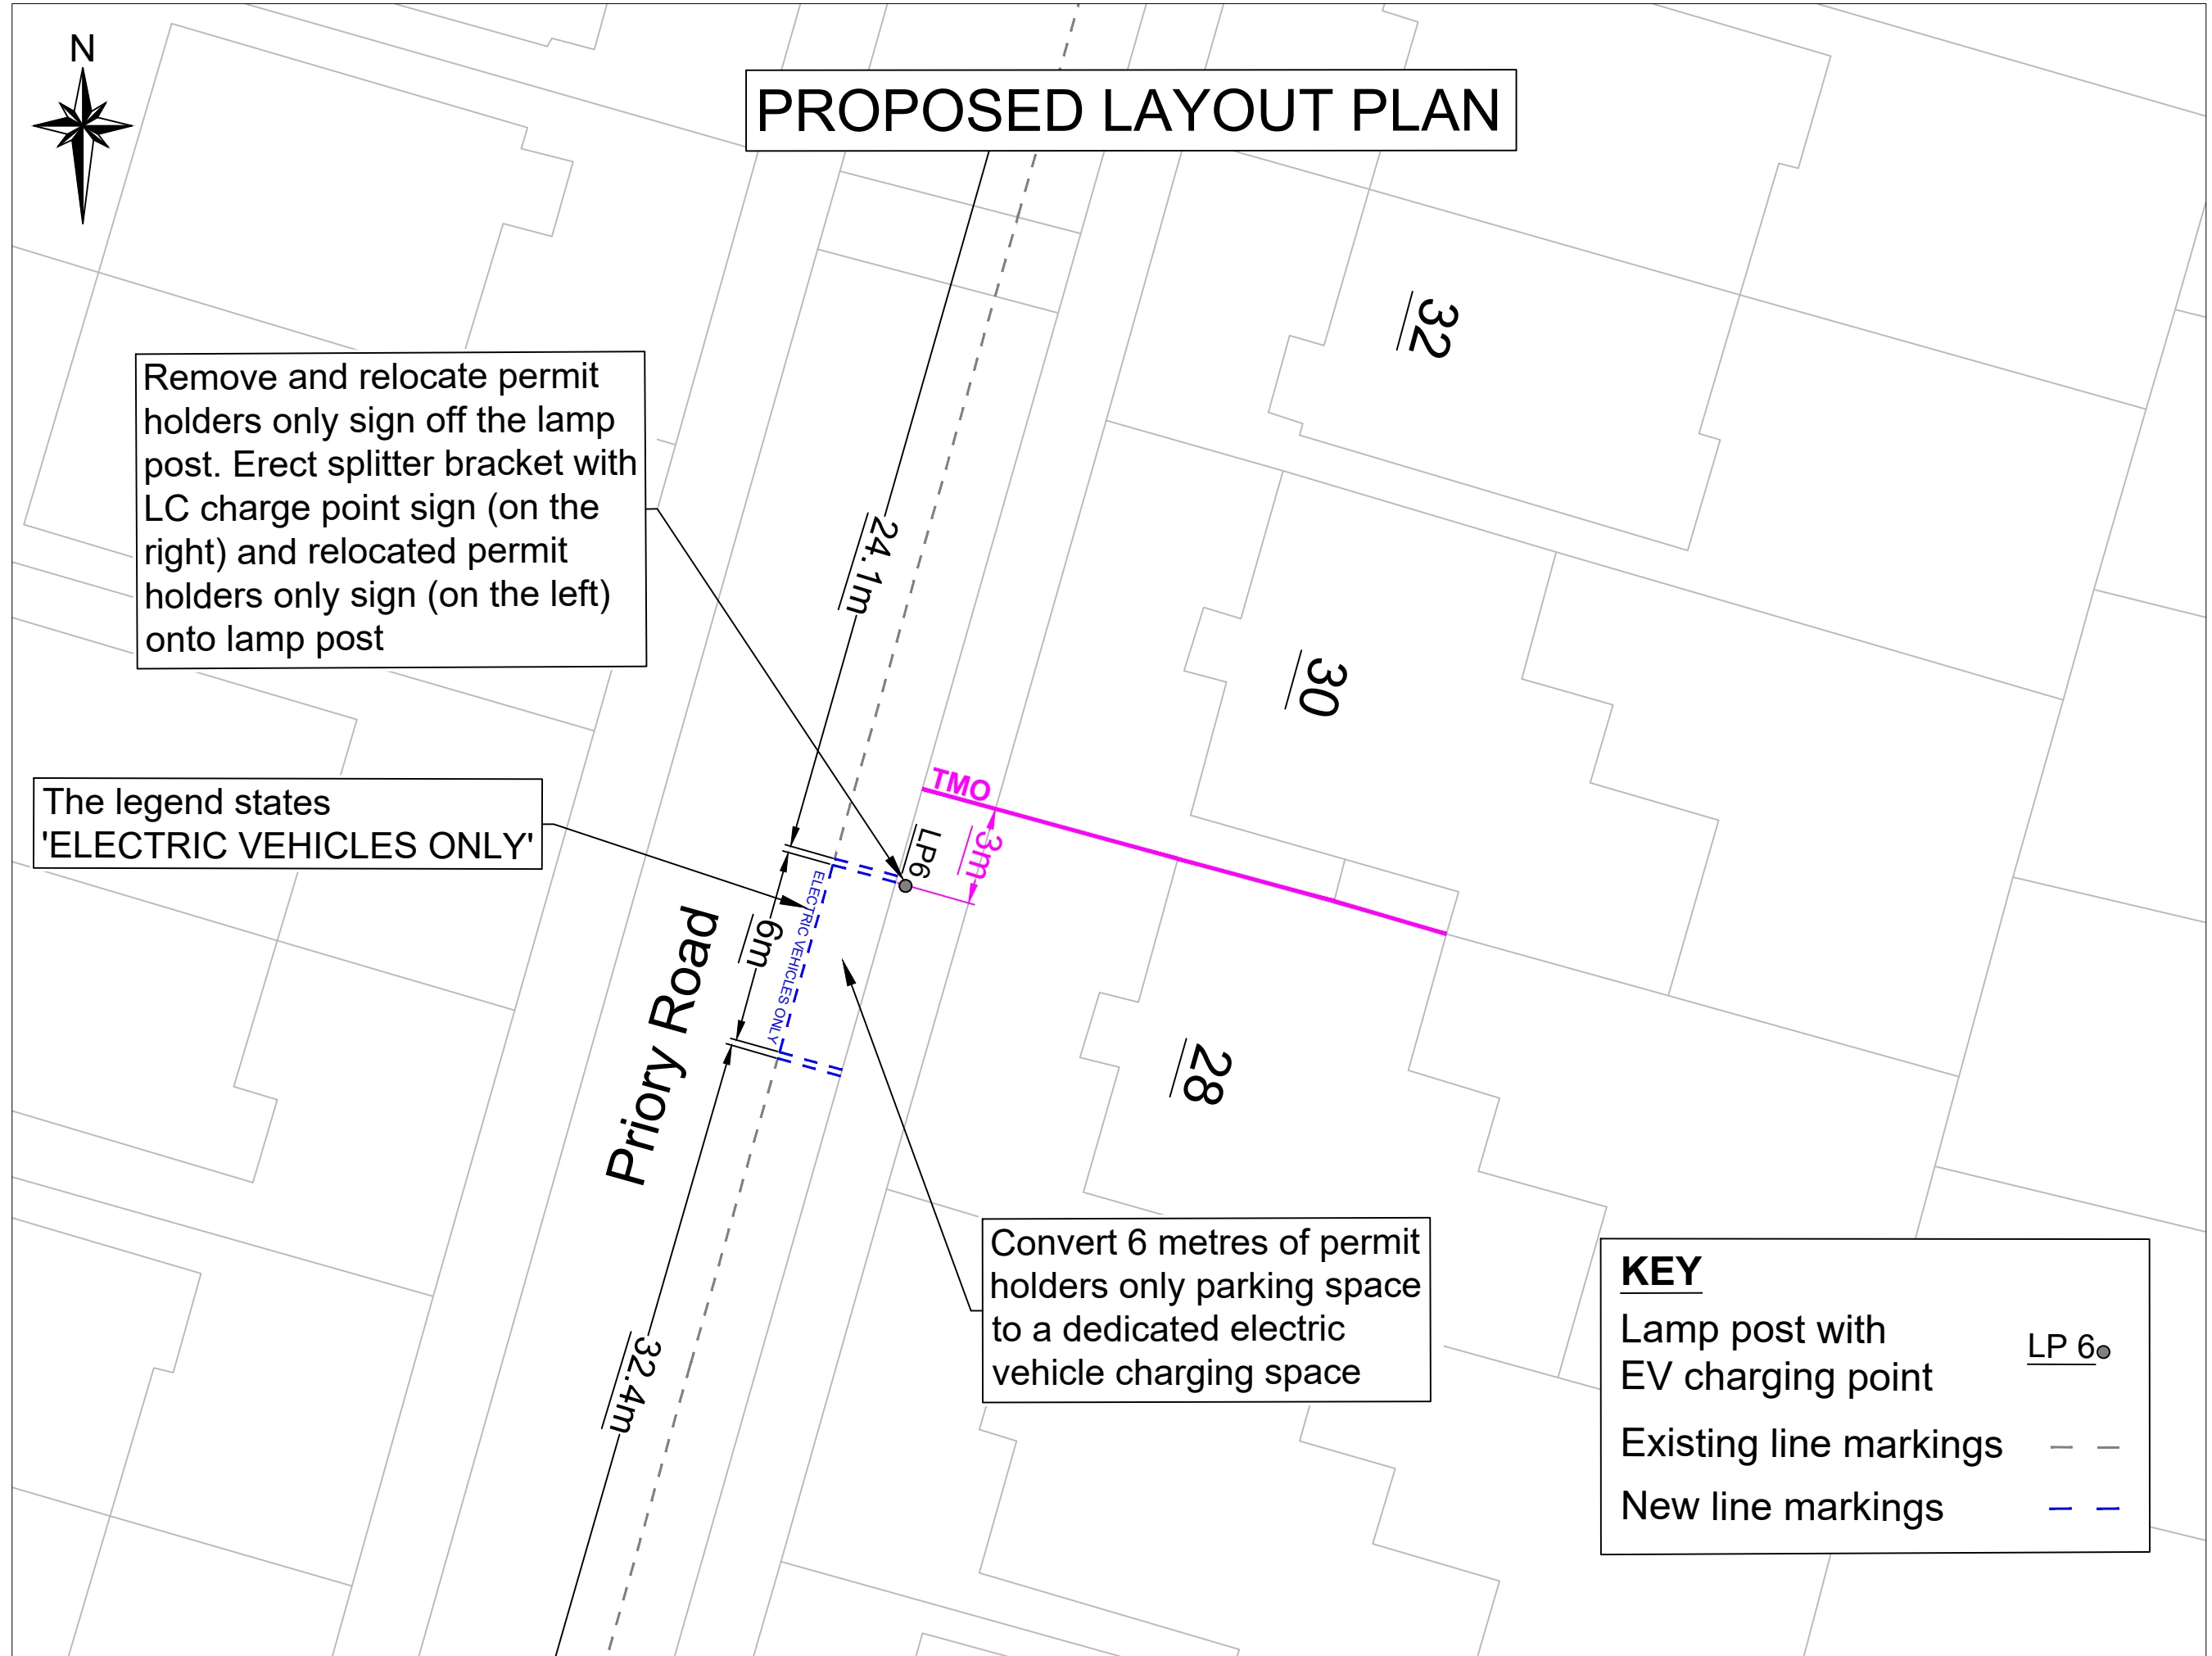 N
PROPOSED LAYOUT PLAN
32
Remove and relocate permit
holders only sign off the lamp
post. Erect splitter bracket with
LC charge point sign (on the
right) and relocated permit
holders only sign (on the left)
onto lamp post
24.1m
30
TMO
The legend states
'ELECTRIC VEHICLES ONLY'
LP6
3m
ELECTRIC VEHICLES ONLY
6m
Priory Road
28
Convert 6 metres of permit
holders only parking space
to a dedicated electric
vehicle charging space
32.4m
KEY
Lamp post with
EV charging point
LP 6
Existing line markings
New line markings